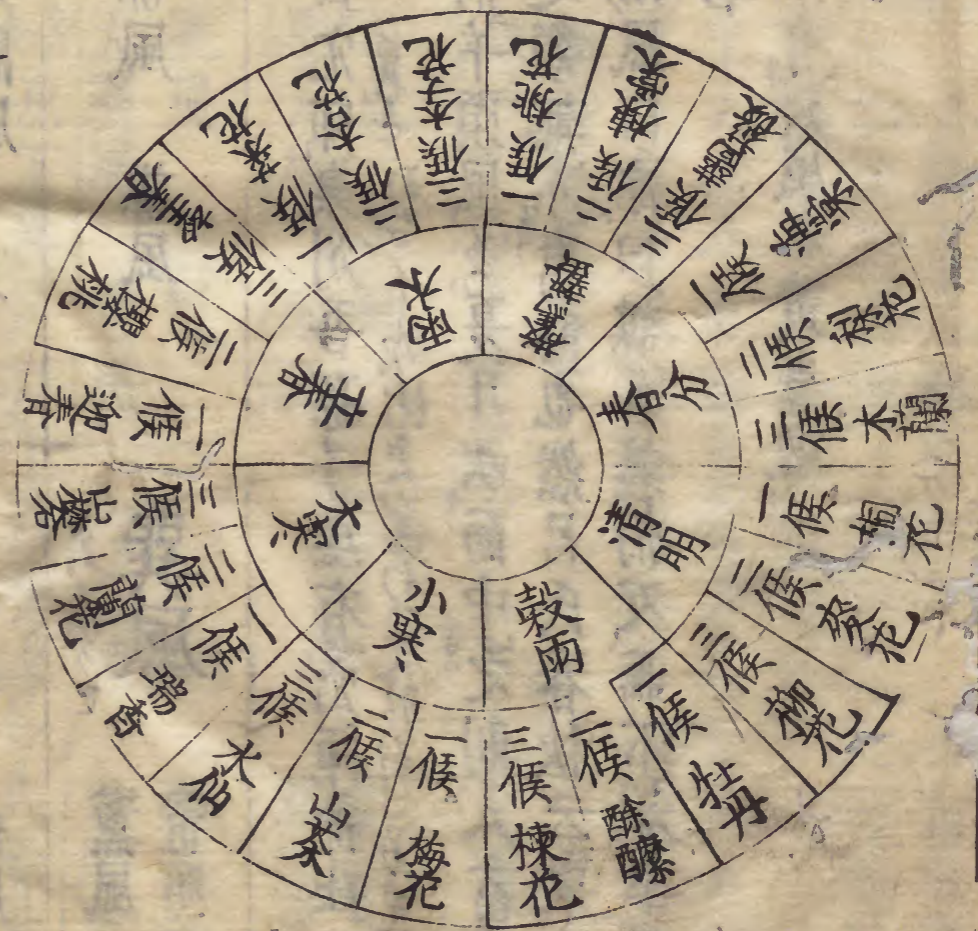 小寒
一候 梅花
二候 山茶
三候 水仙
大寒
一候 瑞香
二候 蘭花
三候 山礬
立春
一候 迎春
二候 櫻桃
三候 望春
雨水
一候 菜花
二候 杏花
三候 李花
驚蟄
一候 桃花
二候 棣棠
三候 薔薇
春分
一候 海棠
二候 梨花
三候 木蘭
清明
一候 桐花
二候 麥花
三候 柳花
穀雨
一候 牡丹
二候 酴醾
三候 楝花